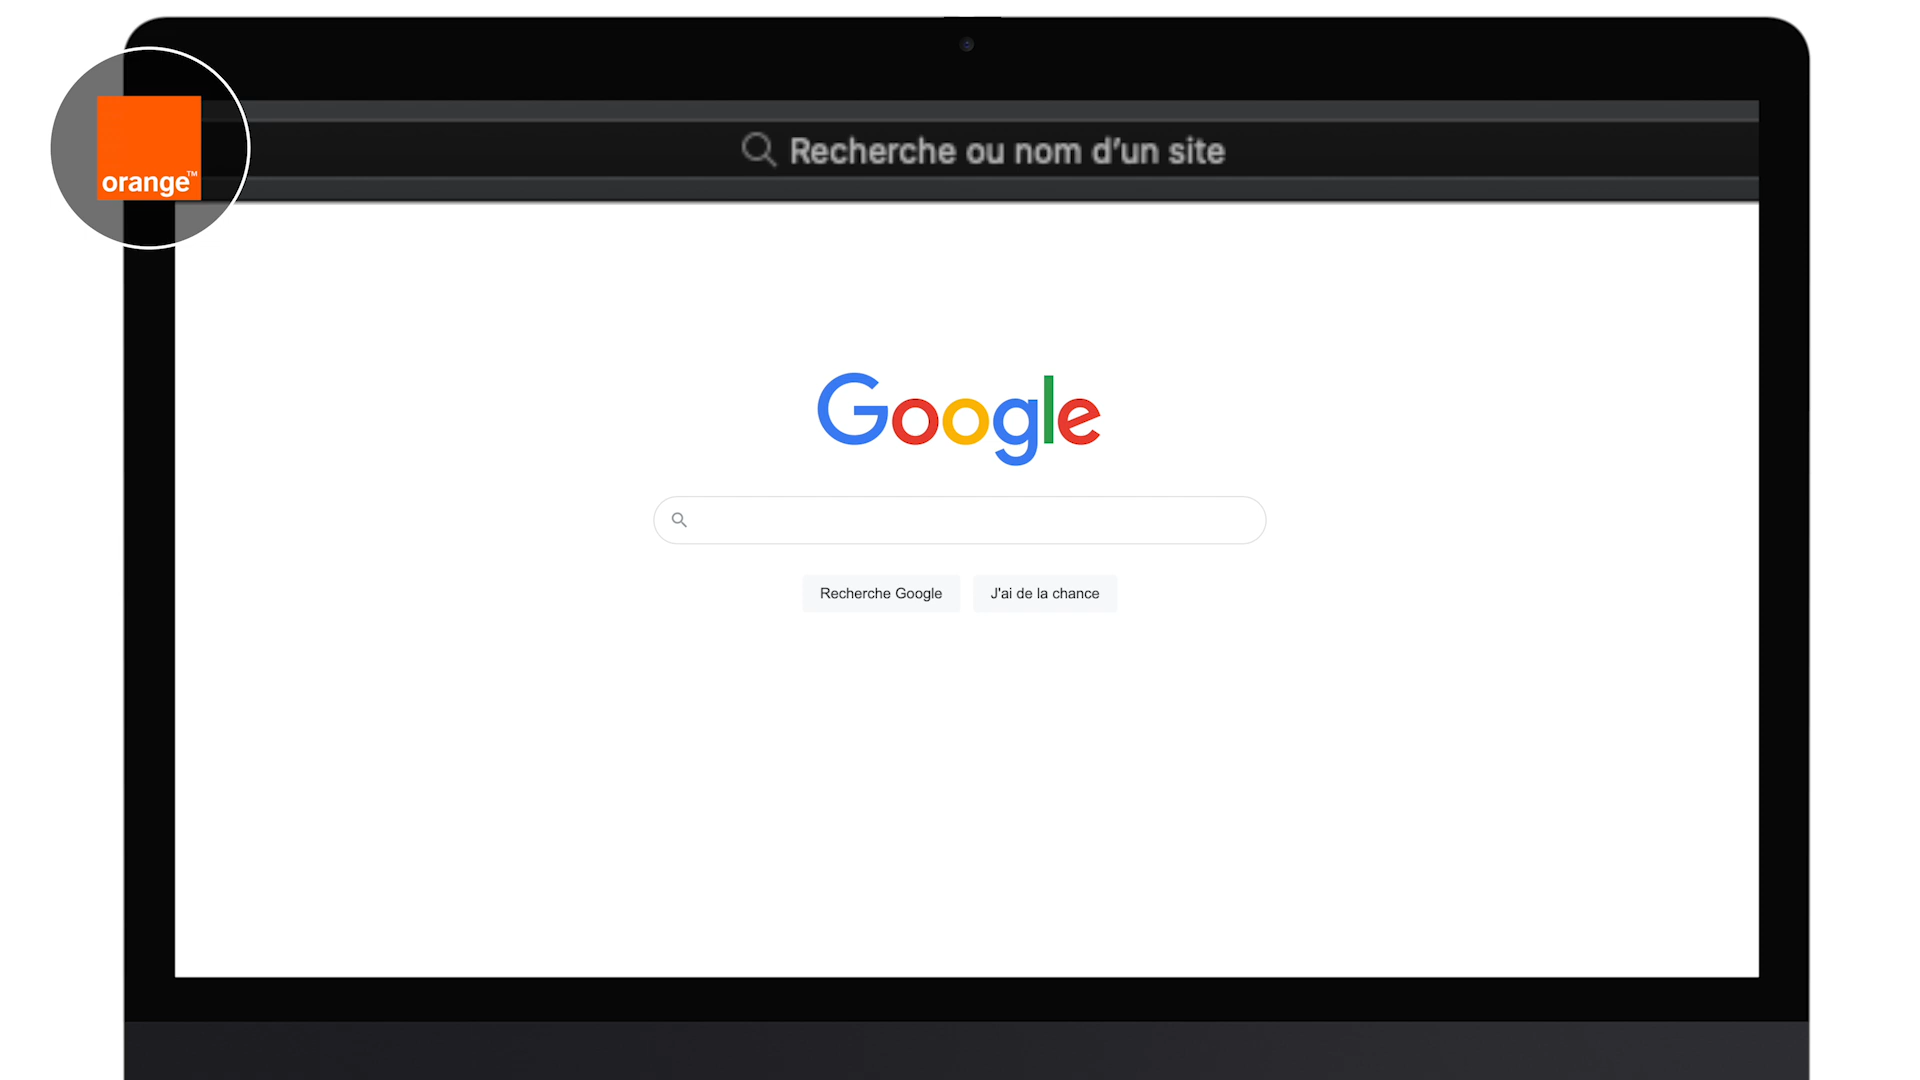 orange™
Recherche ou nom d’un site
Google
Recherche Google
J'ai de la chance